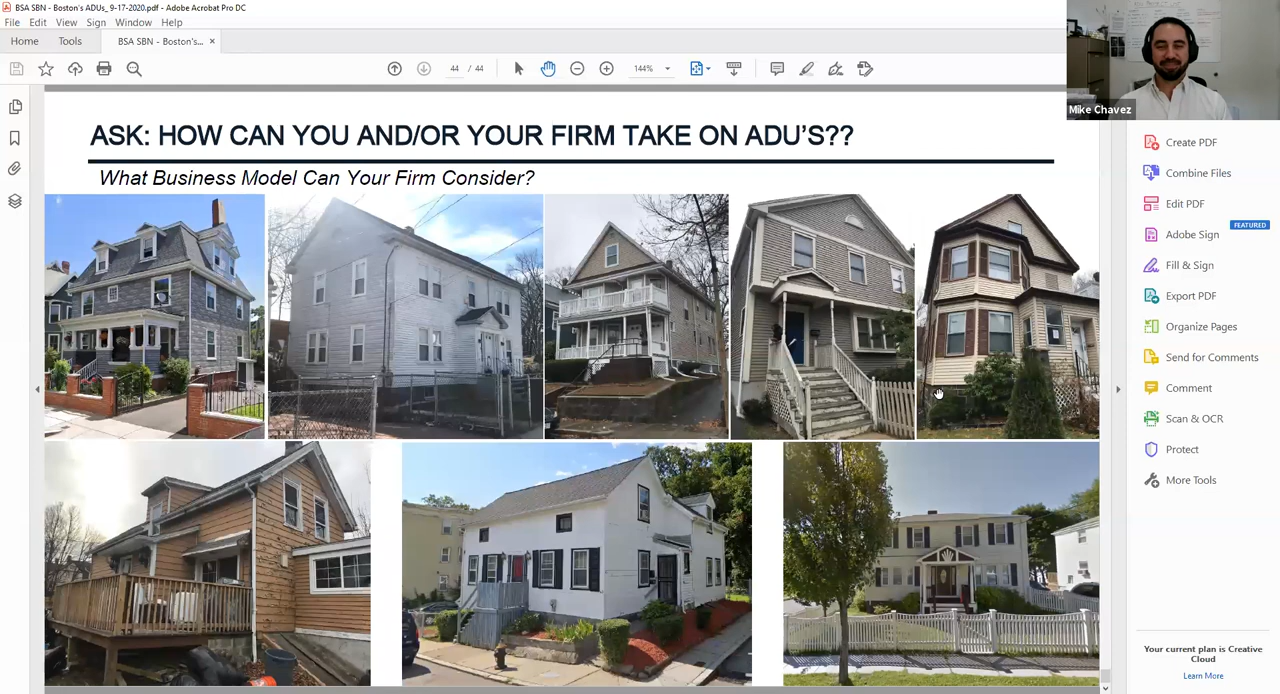 BSA SBN - Boston's ADUs_ 9-17-2020.pdf - Adobe Acrobat Pro DC
File Edit View Sign Window Help
Home Tools BSA SBN - Boston's... ×
44 / 44 144%
Mike Chavez
ASK: HOW CAN YOU AND/OR YOUR FIRM TAKE ON ADU'S??
What Business Model Can Your Firm Consider?
Create PDF
Combine Files
Edit PDF
FEATURED
Adobe Sign
Fill & Sign
Export PDF
Organize Pages
Send for Comments
Comment
Scan & OCR
Protect
More Tools
Your current plan is Creative
Cloud
Learn More